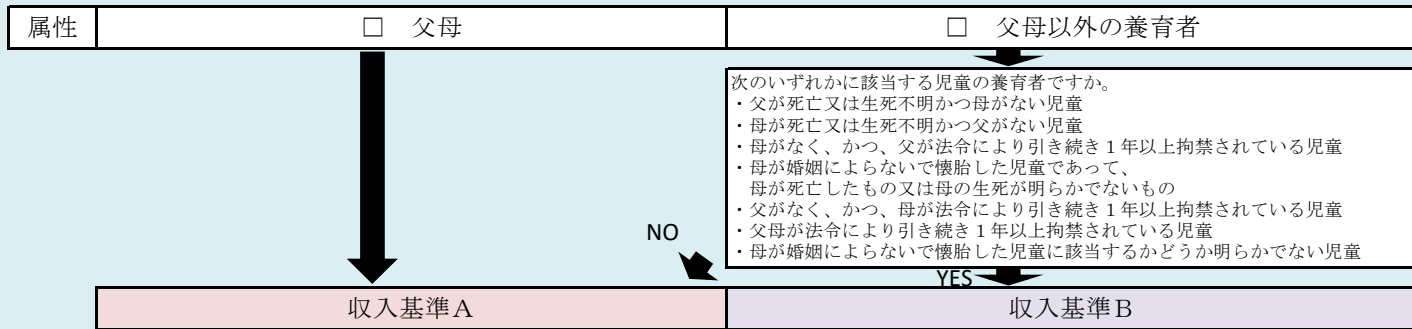 属性 □ 父母 □ 父母以外の養育者
次のいずれかに該当する児童の養育者ですか。
・父が死亡又は生死不明かつ母がない児童
・母が死亡又は生死不明かつ父がない児童
・母がなく、かつ、父が法令により引き続き１年以上拘禁されている児童
・母が婚姻によらないで懐胎した児童であって、
母が死亡したもの又は母の生死が明らかでないもの
・父がなく、かつ、母が法令により引き続き１年以上拘禁されている児童
・父母が法令により引き続き１年以上拘禁されている児童
・母が婚姻によらないで懐胎した児童に該当するかどうか明らかでない児童
NO
YES
収入基準Ａ 収入基準Ｂ